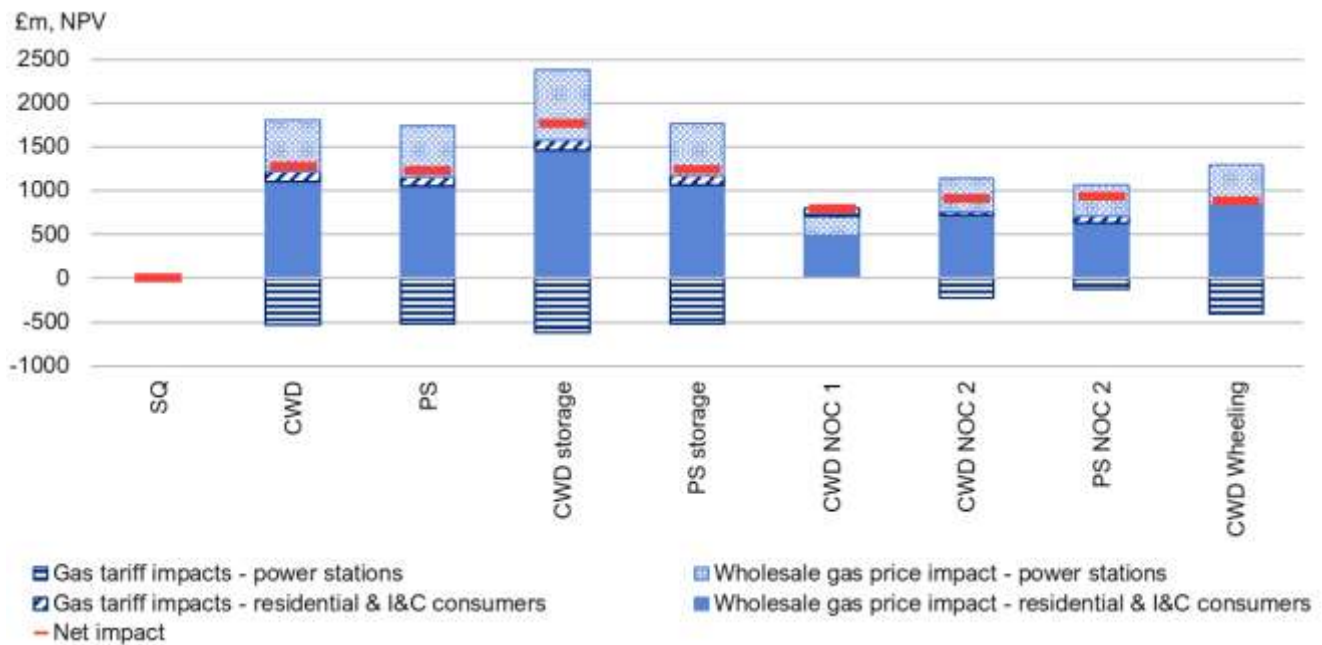 £m, NPV
2500
2000
1500
1000
500
0
-500
-1000
SQ
CWD
PS
CWD storage
PS storage
CWD NOC 1
CWD NOC 2
PS NOC 2
CWD Wheeling
Gas tariff impacts - power stations
Wholesale gas price impact - power stations
Gas tariff impacts - residential & I&C consumers
Wholesale gas price impact - residential & I&C consumers
Net impact